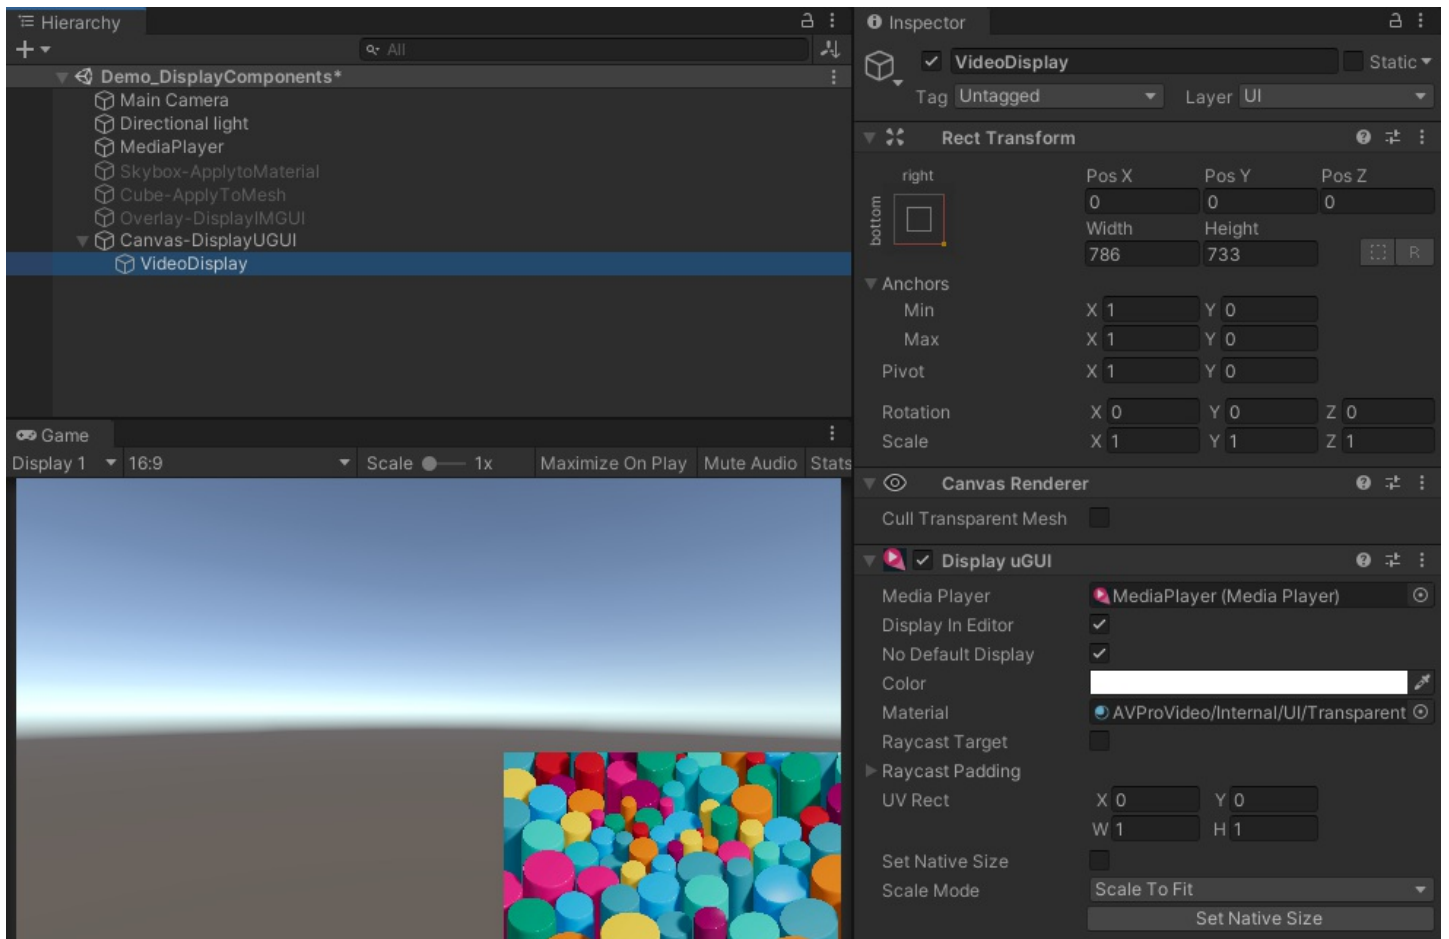 Hierarchy
All
Demo_DisplayComponents*
Main Camera
Directional light
MediaPlayer
Skybox-ApplytoMaterial
Cube-ApplyToMesh
Overlay-DisplayIMGUI
Canvas-DisplayUGUI
VideoDisplay
Game
Display 1 16:9 Scale 1x Maximize On Play Mute Audio Stats
Inspector
VideoDisplay Static
Tag Untagged Layer UI
Rect Transform
right Pos X Pos Y Pos Z
bottom
0 0 0
Width Height
786 733 R
Anchors
Min X 1 Y 0
Max X 1 Y 0
Pivot X 1 Y 0
Rotation X 0 Y 0 Z 0
Scale X 1 Y 1 Z 1
Canvas Renderer
Cull Transparent Mesh
Display uGUI
Media Player MediaPlayer (Media Player)
Display In Editor
No Default Display
Color
Material AVProVideo/Internal/UI/Transparent
Raycast Target
Raycast Padding
UV Rect X 0 Y 0
W 1 H 1
Set Native Size
Scale Mode Scale To Fit
Set Native Size